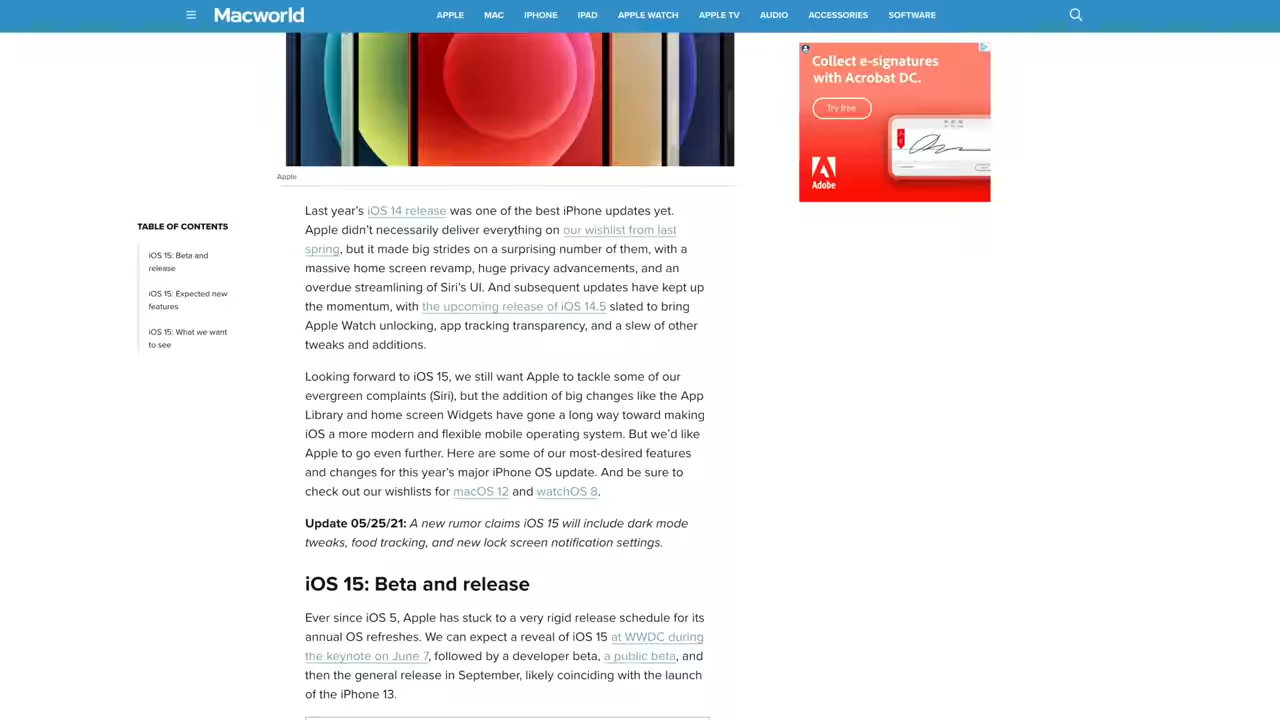 Macworld
APPLE MAC IPHONE IPAD APPLE WATCH APPLE TV AUDIO ACCESSORIES SOFTWARE
Collect e-signatures
with Acrobat DC.
Try free
Adobe
Apple
TABLE OF CONTENTS
iOS 15: Beta and
release
iOS 15: Expected new
features
iOS 15: What we want
to see
Last year’s iOS 14 release was one of the best iPhone updates yet.
Apple didn’t necessarily deliver everything on our wishlist from last
spring, but it made big strides on a surprising number of them, with a
massive home screen revamp, huge privacy advancements, and an
overdue streamlining of Siri’s UI. And subsequent updates have kept up
the momentum, with the upcoming release of iOS 14.5 slated to bring
Apple Watch unlocking, app tracking transparency, and a slew of other
tweaks and additions.
Looking forward to iOS 15, we still want Apple to tackle some of our
evergreen complaints (Siri), but the addition of big changes like the App
Library and home screen Widgets have gone a long way toward making
iOS a more modern and flexible mobile operating system. But we’d like
Apple to go even further. Here are some of our most-desired features
and changes for this year’s major iPhone OS update. And be sure to
check out our wishlists for macOS 12 and watchOS 8.
Update 05/25/21: A new rumor claims iOS 15 will include dark mode
tweaks, food tracking, and new lock screen notification settings.
iOS 15: Beta and release
Ever since iOS 5, Apple has stuck to a very rigid release schedule for its
annual OS refreshes. We can expect a reveal of iOS 15 at WWDC during
the keynote on June 7, followed by a developer beta, a public beta, and
then the general release in September, likely coinciding with the launch
of the iPhone 13.